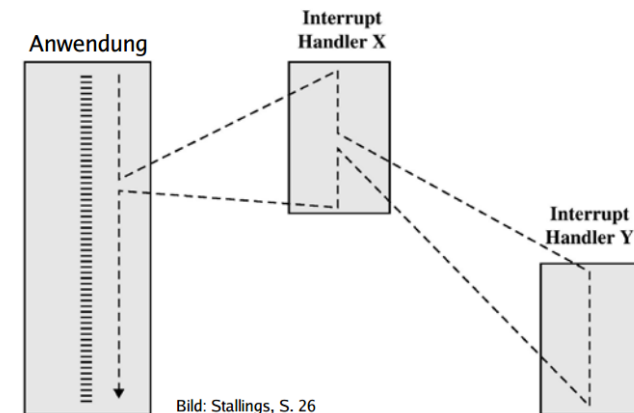 Interrupt
Handler X
Anwendung
Interrupt
Handler Y
Bild: Stallings, S. 26